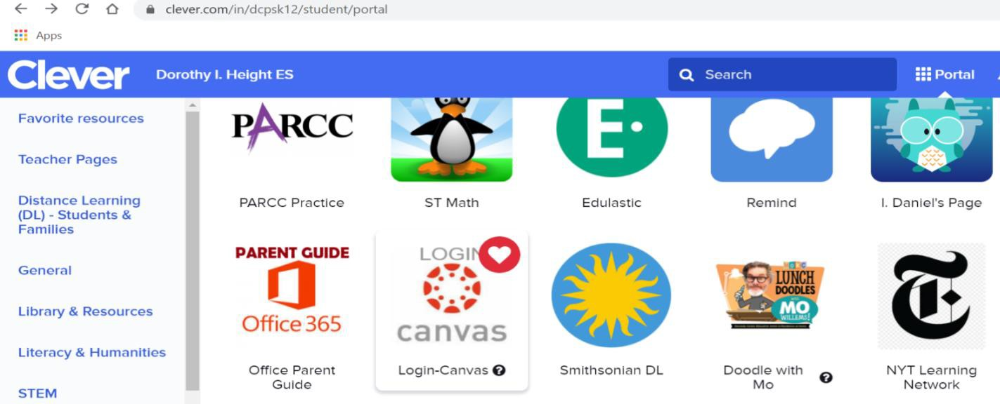 clever.com/in/dcpsk12/student/portal
Apps
Clever
Dorothy I. Height ES
Search
Portal
Favorite resources
Teacher Pages
Distance Learning
(DL) - Students &
Families
General
Library & Resources
Literacy & Humanities
STEM
PARCC
E
PARCC Practice
ST Math
Edulastic
Remind
I. Daniel's Page
PARENT GUIDE
Office 365
LOGIN
canvas
LUNCH
DOODLES
WITH
MO
WILLEMS!
T
Office Parent
Guide
Login-Canvas ?
Smithsonian DL
Doodle with
Mo ?
NYT Learning
Network